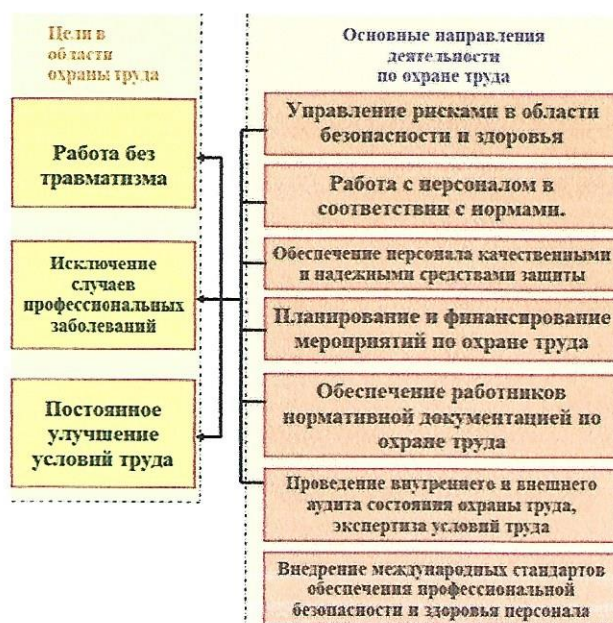 Цели в
области
охраны труда
Работа без
травматизма
Исключение
случаев
профессиональных
заболеваний
Постоянное
улучшение
условий труда
Основные направления
деятельности
по охране труда
Управление рисками в области
безопасности и здоровья
Работа с персоналом в
соответствии с нормами.
Обеспечение персонала качественными
и надежными средствами защиты
Планирование и финансирование
мероприятий по охране труда
Обеспечение работников
нормативной документацией по
охране труда
Проведение внутреннего и внешнего
аудита состояния охраны труда,
экспертиза условий труда
Внедрение международных стандартов
обеспечения профессиональной
безопасности и здоровья персонала